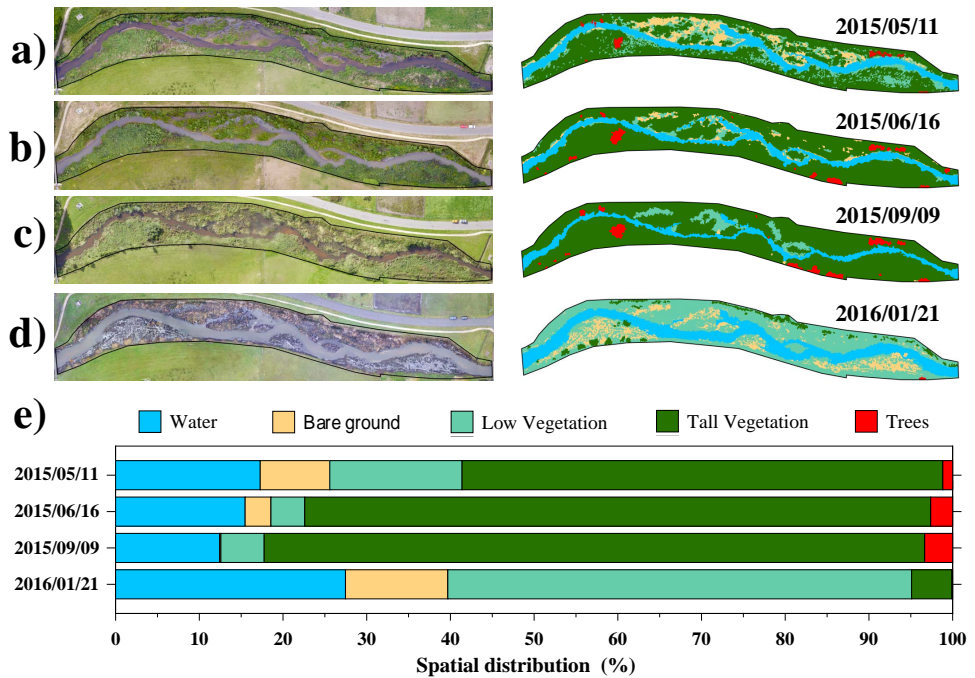 a)
2015/05/11
b)
2015/06/16
c)
2015/09/09
d)
2016/01/21
e)
Water Bare ground Low Vegetation Tall Vegetation Trees
2015/05/11
2015/06/16
2015/09/09
2016/01/21
0 10 20 30 40 50 60 70 80 90 100
Spatial distribution (%)